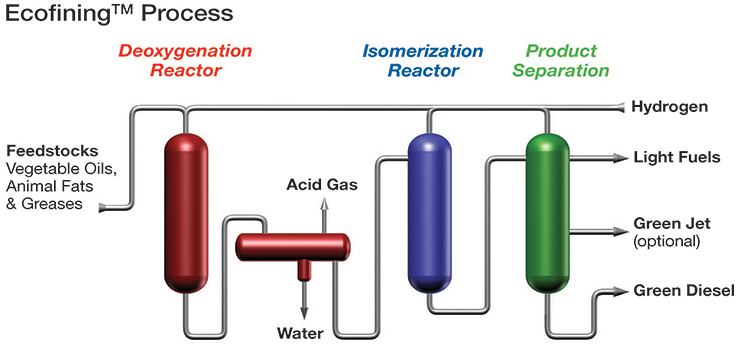 Ecofining™ Process
Deoxygenation
Reactor
Isomerization
Reactor
Product
Separation
Hydrogen
Feedstocks
Vegetable Oils,
Animal Fats
& Greases
Light Fuels
Acid Gas
Green Jet
(optional)
Green Diesel
Water